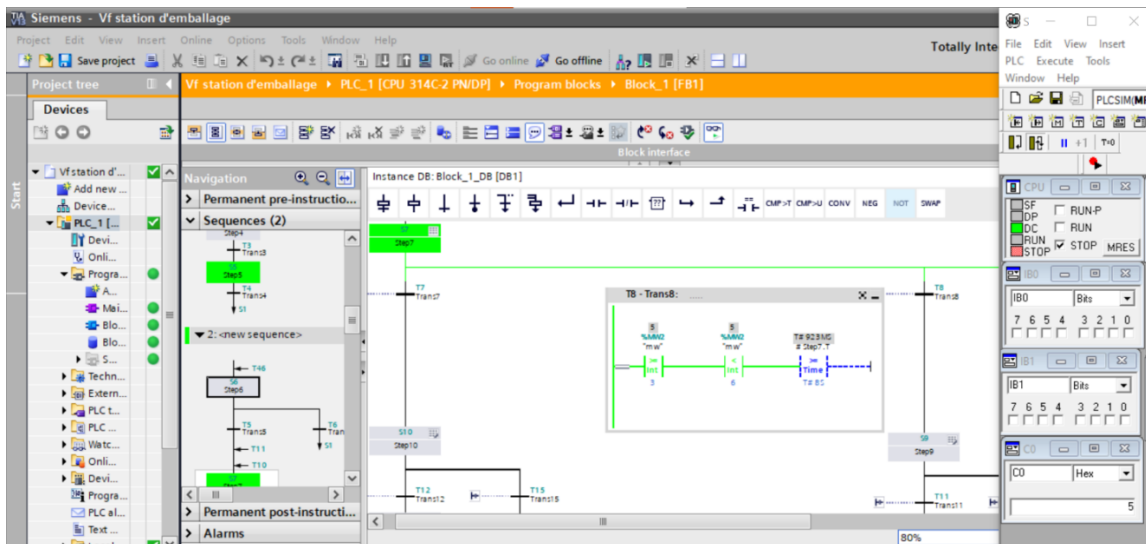 Siemens - Vf station d'emballage
Project Edit View Insert Online Options Tools Window Help
Totally Inte
Save project
Go online
Go offline
Project tree
Vf station d'emballage PLC_1 [CPU 314C-2 PN/DP] Program blocks Block_1 [FB1]
Devices
Start
Vf station d'...
Add new ...
Device...
PLC_1 [...
Devi...
Onli...
Progra...
A...
Mai...
Blo...
Blo...
S...
Techn...
Extern...
PLC t...
PLC ...
Watc...
Onli...
Devi...
Progra...
PLC al...
Text ...
Block interface
Navigation
Permanent pre-instructio...
Sequences (2)
Step4
T3
Trans3
S5
Step5
T4
Trans4
S1
2: <new sequence>
T46
S6
Step6
T5
Trans5
T6
Tran
S1
T11
T10
S7
Permanent post-instructi...
Alarms
Instance DB: Block_1_DB [DB1]
CMP>T CMP>U CONV NEG NOT SWAP
S7
Step7
T7
Trans7
T8
Trans8
T8 - Trans8:
5
%MW2
"mw"
>=
Int
3
5
%MW2
"mw"
<
Int
6
T# 923MS
# Step7.T
>=
Time
T# 8S
S10
Step10
S9
Step9
T12
Trans12
T15
Trans15
T11
Trans11
80%
S
File Edit View Insert
PLC Execute Tools
Window Help
PLCSIM(MP
+1 T=0
CPU
SF
DP
DC
RUN
STOP
RUN-P
RUN
STOP
MRES
IB0
IB0 Bits
7 6 5 4 3 2 1 0
IB1
IB1 Bits
7 6 5 4 3 2 1 0
C0
C0 Hex
5